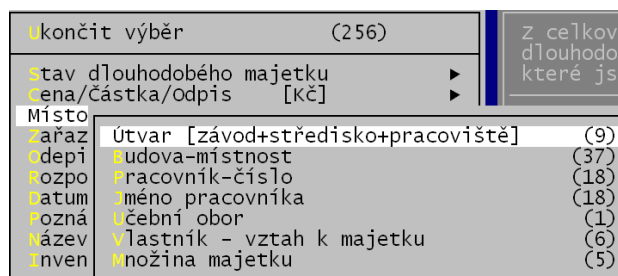 Ukončit výběr (256)
Z celkov
dlouhodo
které js
Stav dlouhodobého majetku ►
Cena/Částka/Odpis [Kč] ►
Místo
Zařaz
Odepi
Rozpo
Datum
Pozná
Název
Inven
Útvar [závod+středisko+pracoviště] (9)
Budova-místnost (37)
Pracovník-číslo (18)
Jméno pracovníka (18)
Učební obor (1)
Vlastník - vztah k majetku (6)
Množina majetku (5)